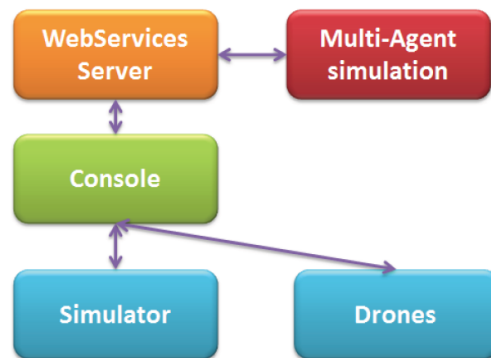 WebServices
Server
Multi-Agent
simulation
Console
Simulator
Drones